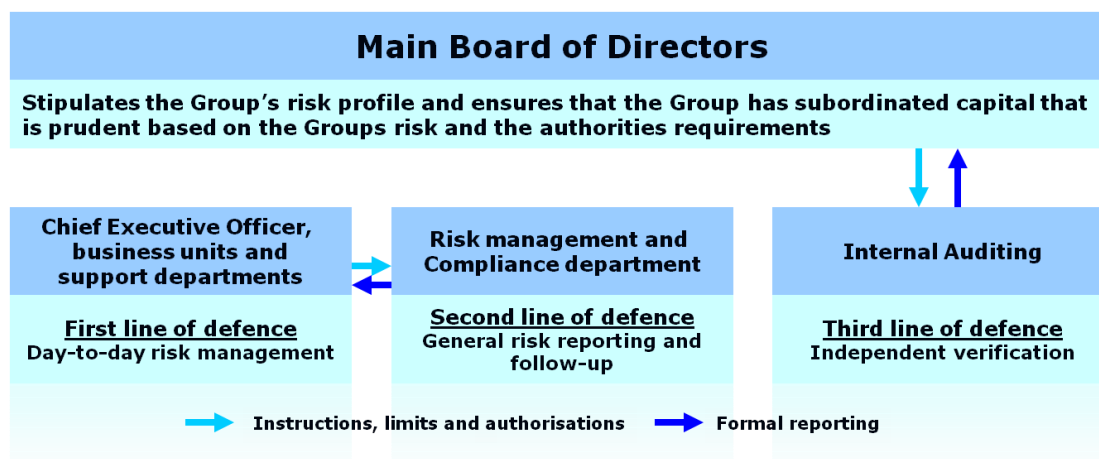 Main Board of Directors
Stipulates the Group's risk profile and ensures that the Group has subordinated capital that
is prudent based on the Groups risk and the authorities requirements
Chief Executive Officer,
business units and
support departments
First line of defence
Day-to-day risk management
Risk management and
Compliance department
Second line of defence
General risk reporting and
follow-up
Internal Auditing
Third line of defence
Independent verification
Instructions, limits and authorisations
Formal reporting